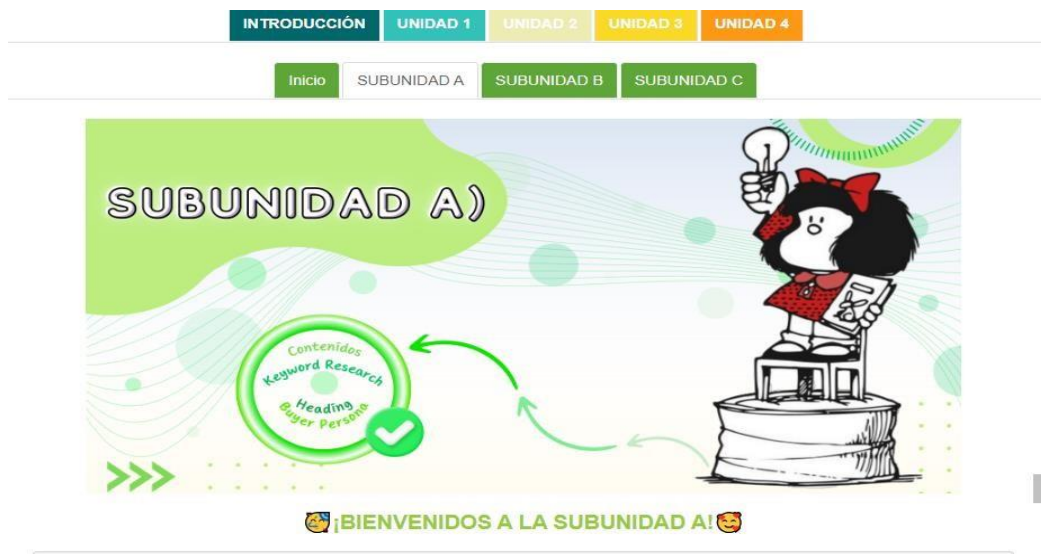 INTRODUCCIÓN UNIDAD 1 UNIDAD 2 UNIDAD 3 UNIDAD 4
Inicio SUBUNIDAD A SUBUNIDAD B SUBUNIDAD C
SUBUNIDAD A)
Contenidos
Keyword Research
Heading
Buyer Persona
¡BIENVENIDOS A LA SUBUNIDAD A!